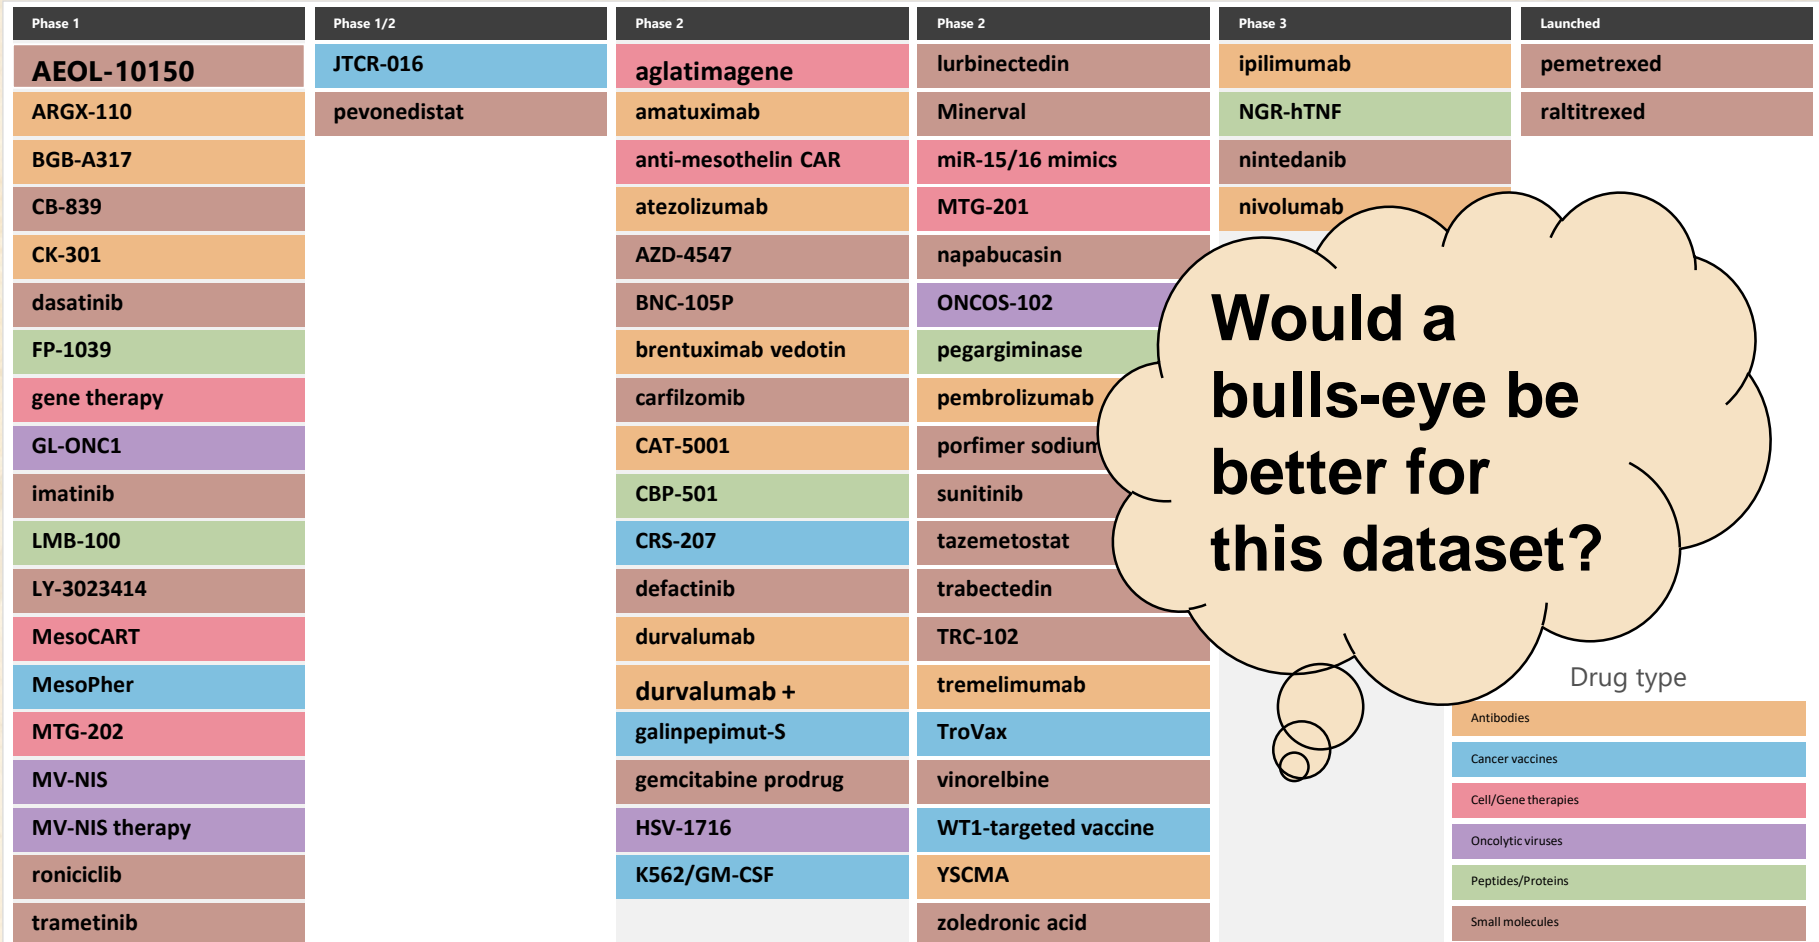 Phase 1
AEOL-10150
ARGX-110
BGB-A317
CB-839
CK-301
dasatinib
FP-1039
gene therapy
GL-ONC1
imatinib
LMB-100
LY-3023414
MesoCART
MesoPher
MTG-202
MV-NIS
MV-NIS therapy
roniciclib
trametinib
Phase 1/2
JTCR-016
pevonedistat
Phase 2
aglatimagene
amatuximab
anti-mesothelin CAR
atezolizumab
AZD-4547
BNC-105P
brentuximab vedotin
carfilzomib
CAT-5001
CBP-501
CRS-207
defactinib
durvalumab
durvalumab +
galinpepimut-S
gemcitabine prodrug
HSV-1716
K562/GM-CSF
Phase 2
lurbinectedin
Minerval
miR-15/16 mimics
MTG-201
napabucasin
ONCOS-102
pegargiminase
pembrolizumab
porfimer sodium
sunitinib
tazemetostat
trabectedin
TRC-102
tremelimumab
TroVax
vinorelbine
WT1-targeted vaccine
YSCMA
zoledronic acid
Phase 3
ipilimumab
NGR-hTNF
nintedanib
nivolumab
Launched
pemetrexed
raltitrexed
Would a
bulls-eye be
better for
this dataset?
Drug type
Antibodies
Cancer vaccines
Cell/Gene therapies
Oncolytic viruses
Peptides/Proteins
Small molecules